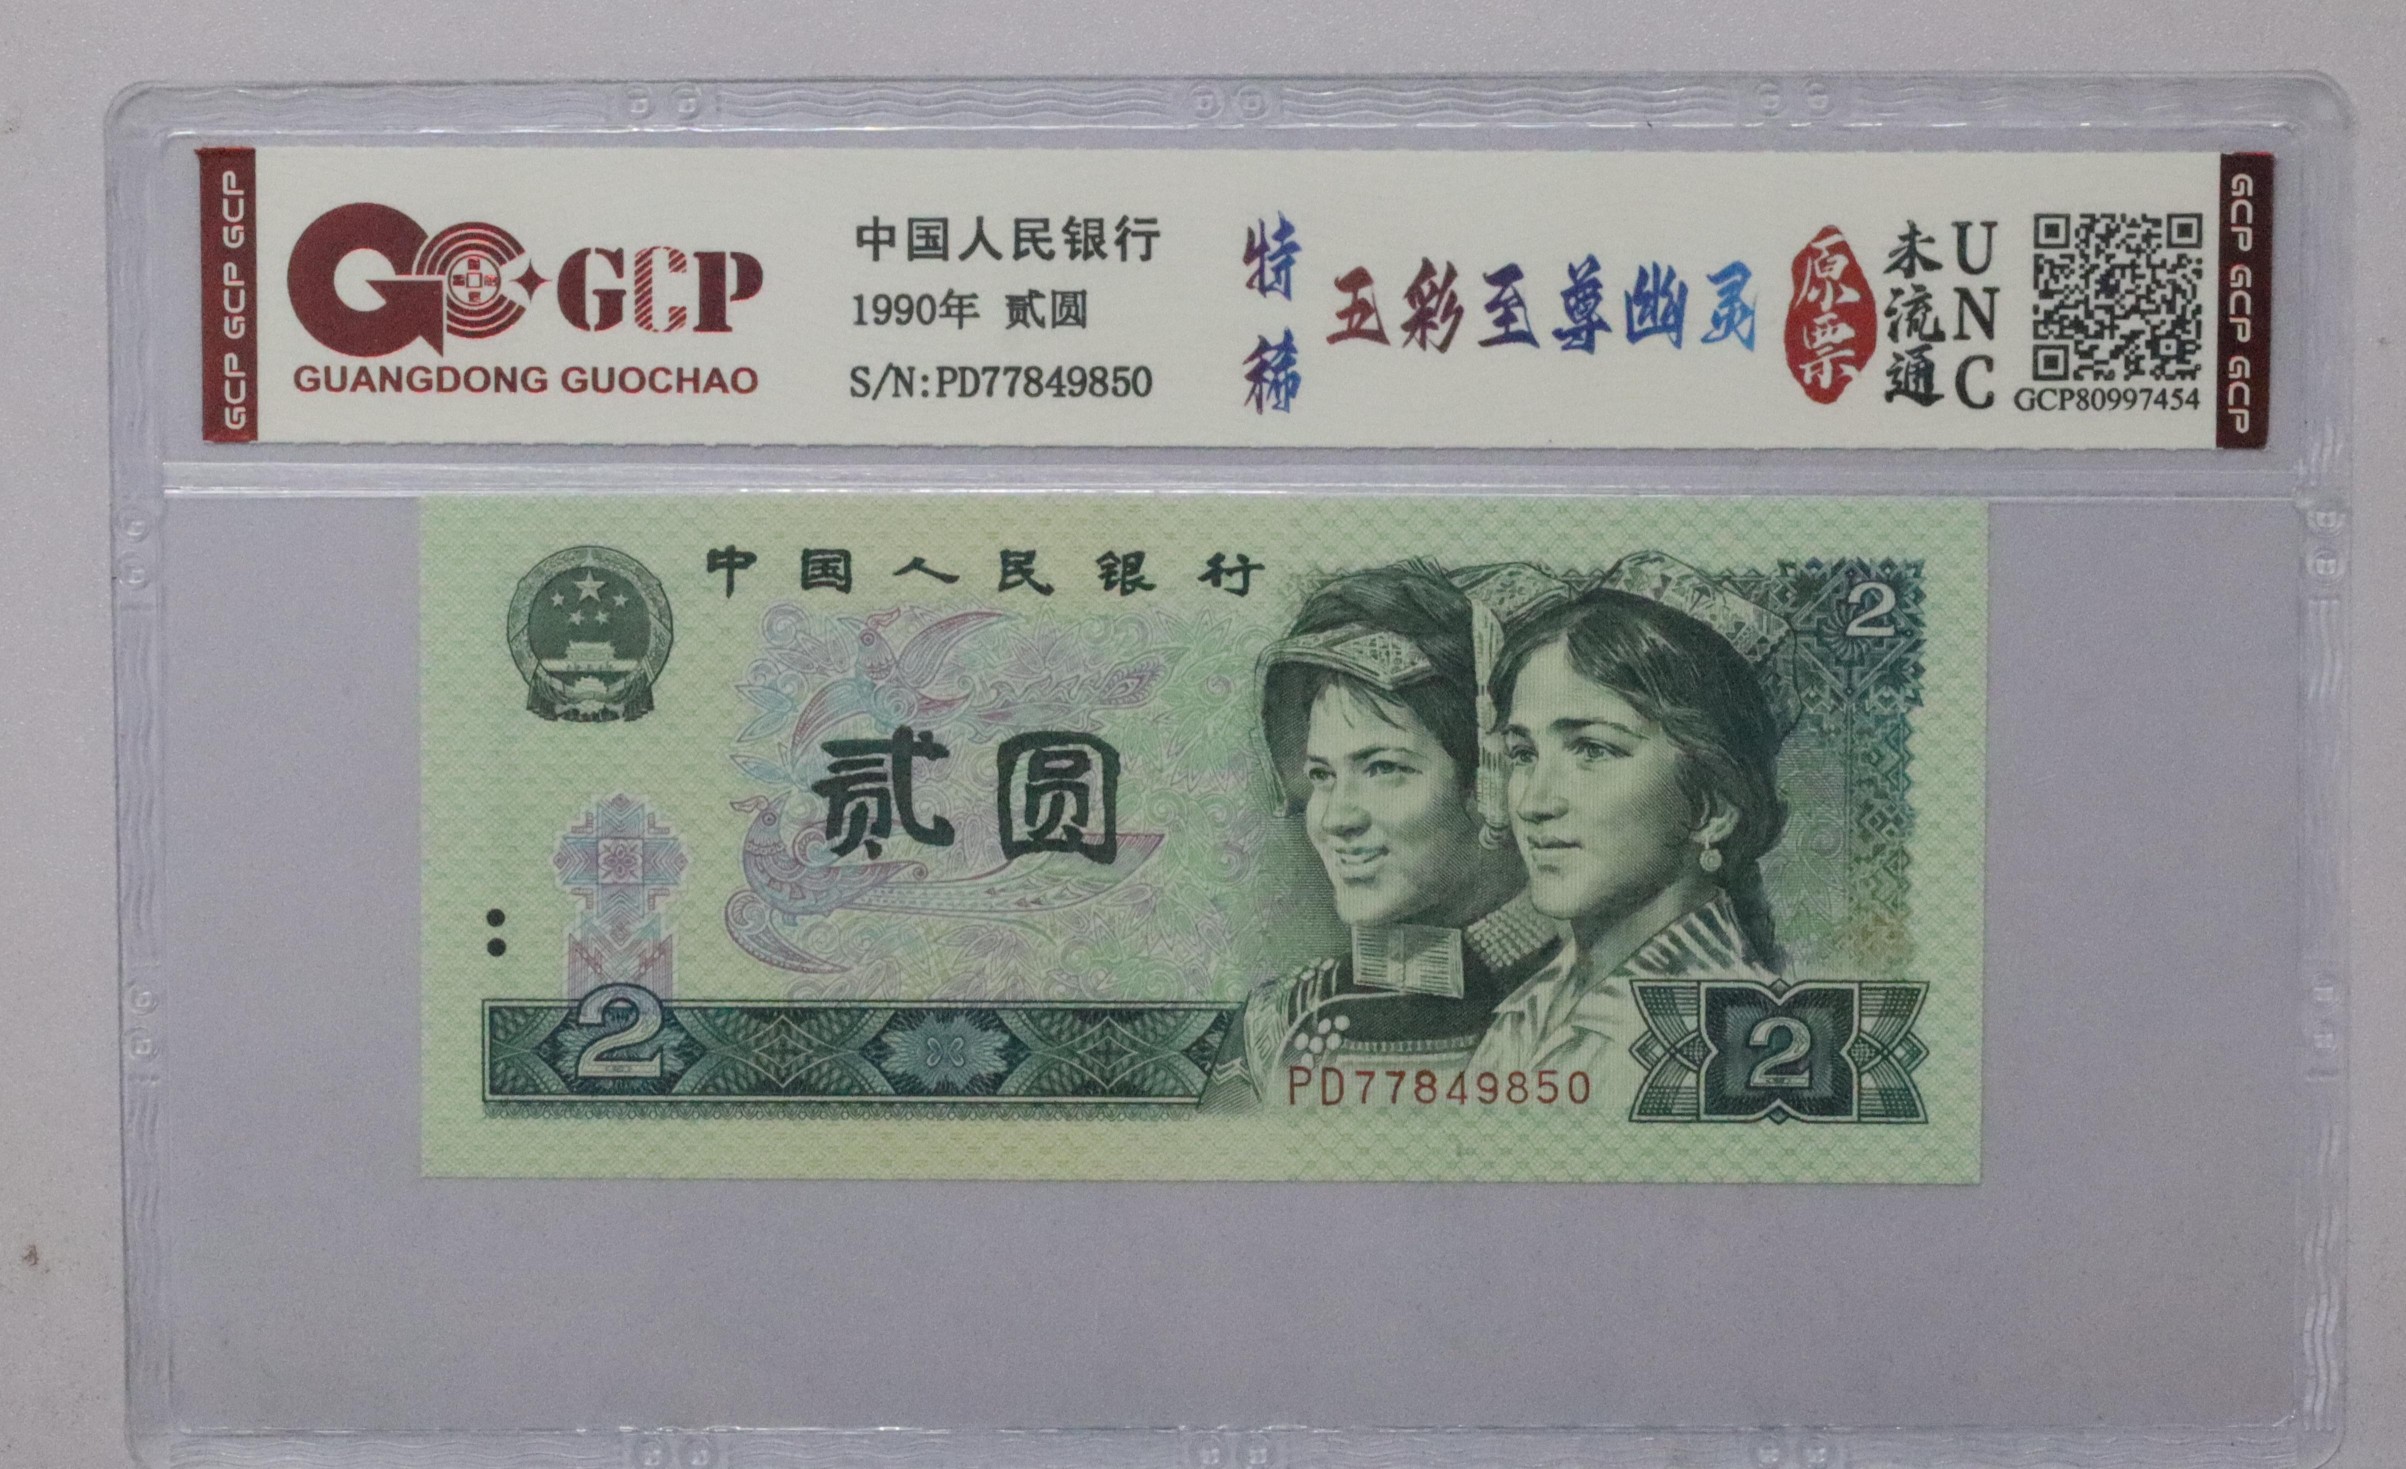 GCP GCP GCP
GCP
GUANGDONG GUOCHAO
中国人民银行
1990年 贰圆
S/N:PD77849850
特稀
五彩至尊幽灵
原票
未流通
UNC
GCP80997454
GCP GCP GCP
中国人民银行
2
贰圆
2
PD77849850
2